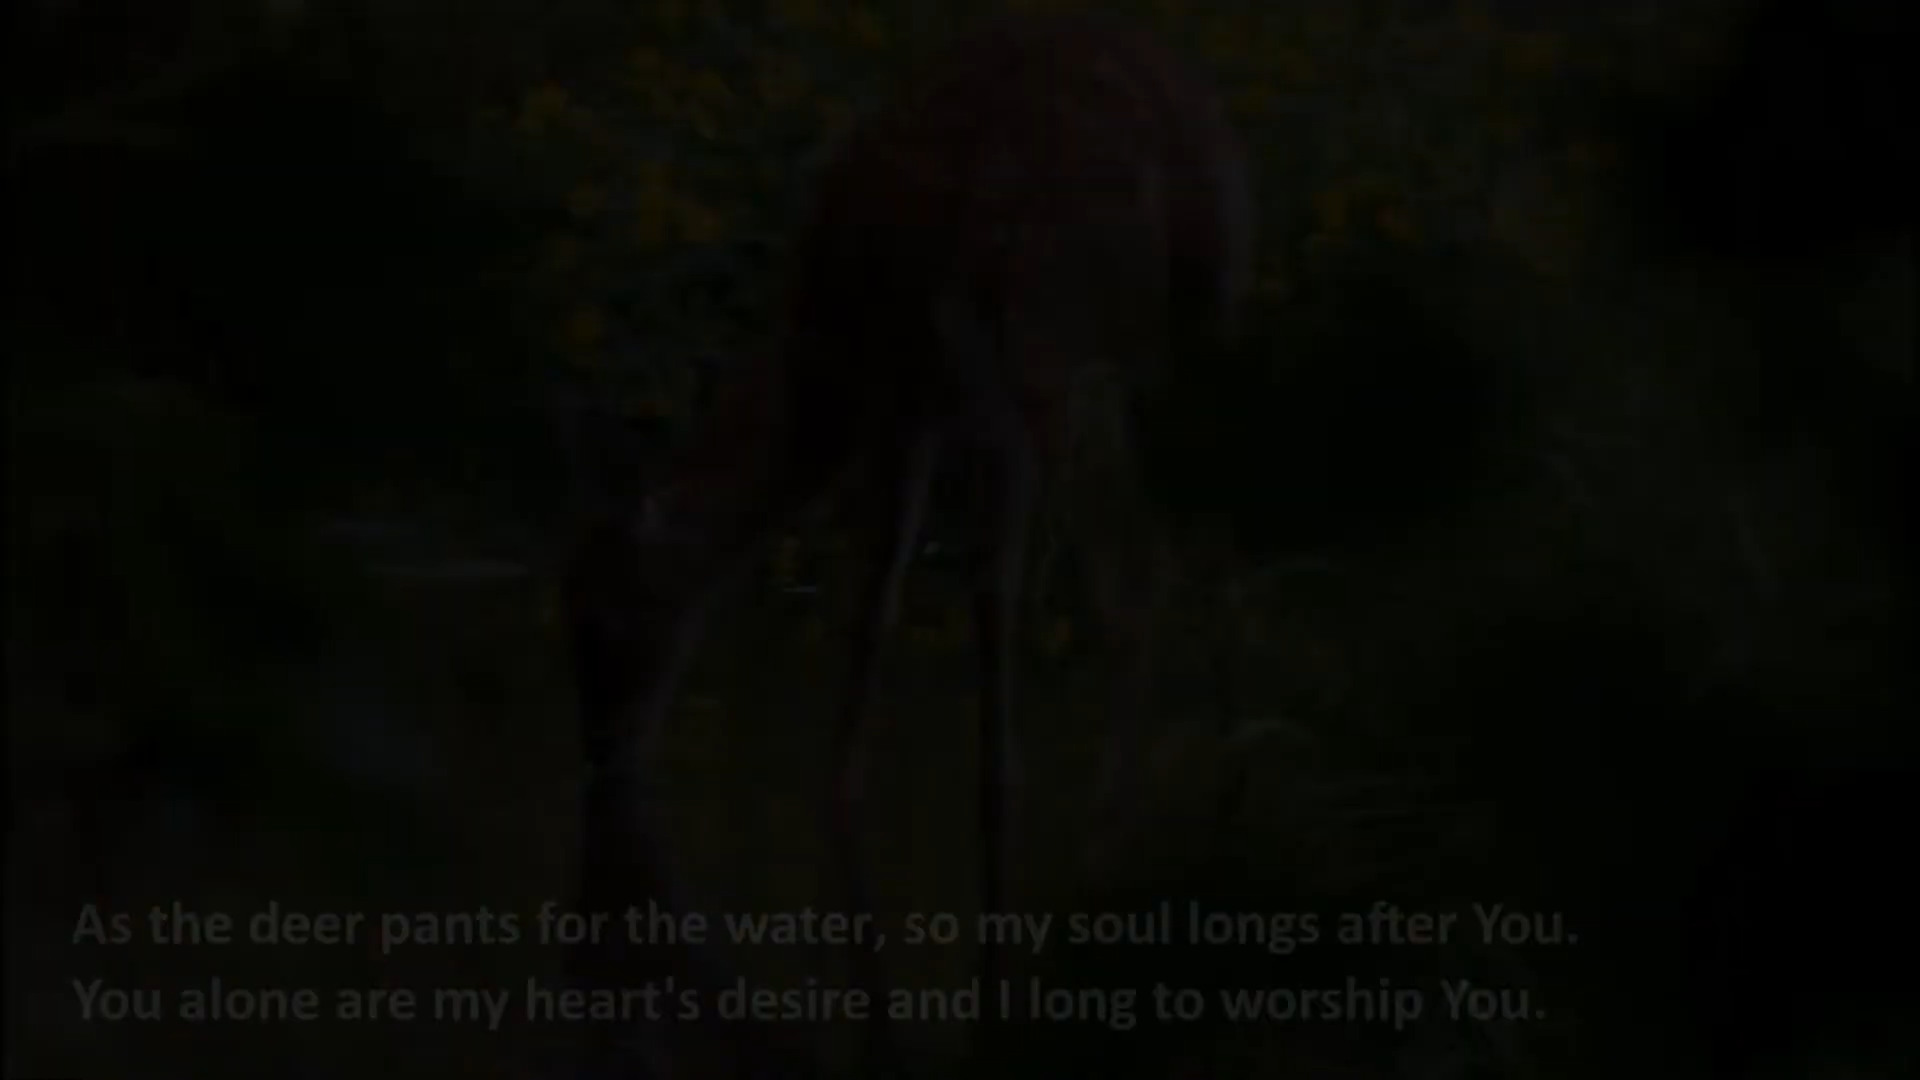 As the deer pants for the water, so my soul longs after You.
You alone are my heart's desire and I long to worship You.